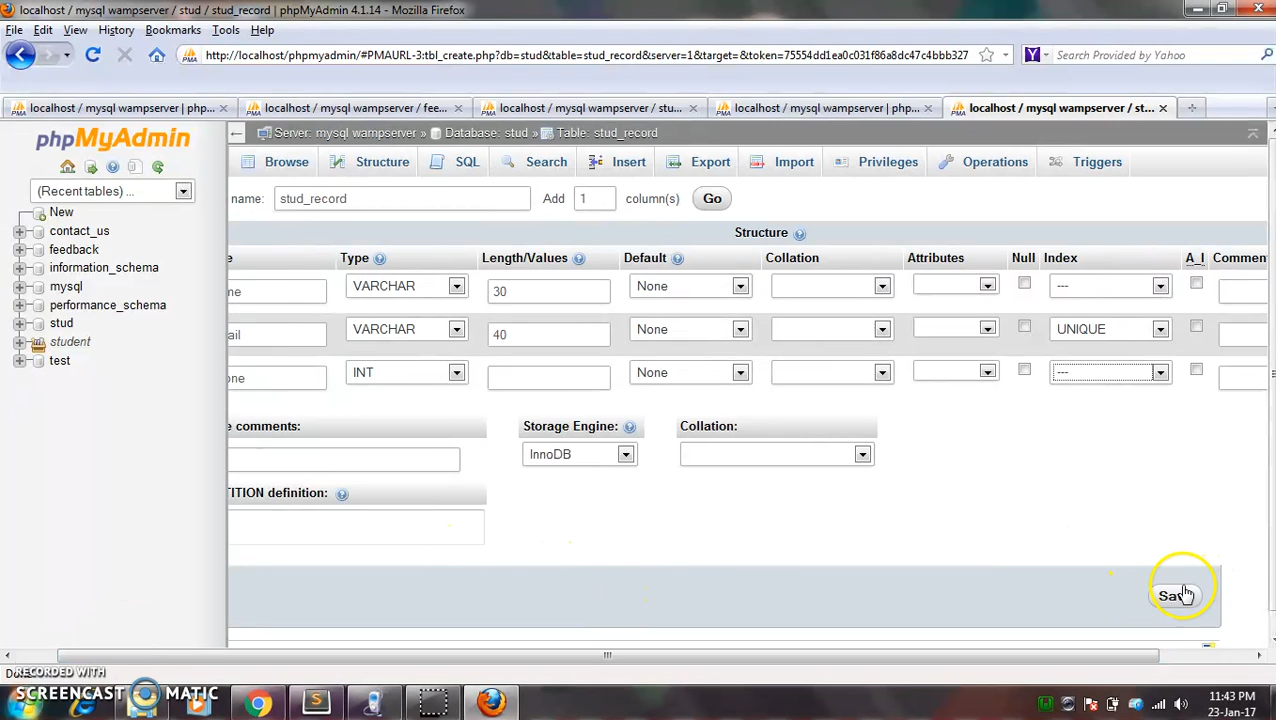 localhost / mysql wampserver / stud / stud_record | phpMyAdmin 4.1.14 - Mozilla Firefox
File Edit View History Bookmarks Tools Help
http://localhost/phpmyadmin/#PMAURL-3:tbl_create.php?db=stud&table=stud_record&server=1&target=&token=75554dd1ea0c031f86a8dc47c4bbb327
Search Provided by Yahoo
localhost / mysql wampserver | php... localhost / mysql wampserver / fee... localhost / mysql wampserver / stu... localhost / mysql wampserver | php... localhost / mysql wampserver / st...
phpMyAdmin
Server: mysql wampserver » Database: stud » Table: stud_record
Browse Structure SQL Search Insert Export Import Privileges Operations Triggers
(Recent tables) ...
New
contact_us
feedback
information_schema
mysql
performance_schema
stud
student
test
name: stud_record Add 1 column(s) Go
Structure
e Type Length/Values Default Collation Attributes Null Index A_I Commen
me VARCHAR 30 None ---
ail VARCHAR 40 None UNIQUE
one INT None ---
e comments: Storage Engine: Collation:
InnoDB
TITION definition:
Sav
RECORDED WITH
SCREENCAST MATIC
11:43 PM
23-Jan-17